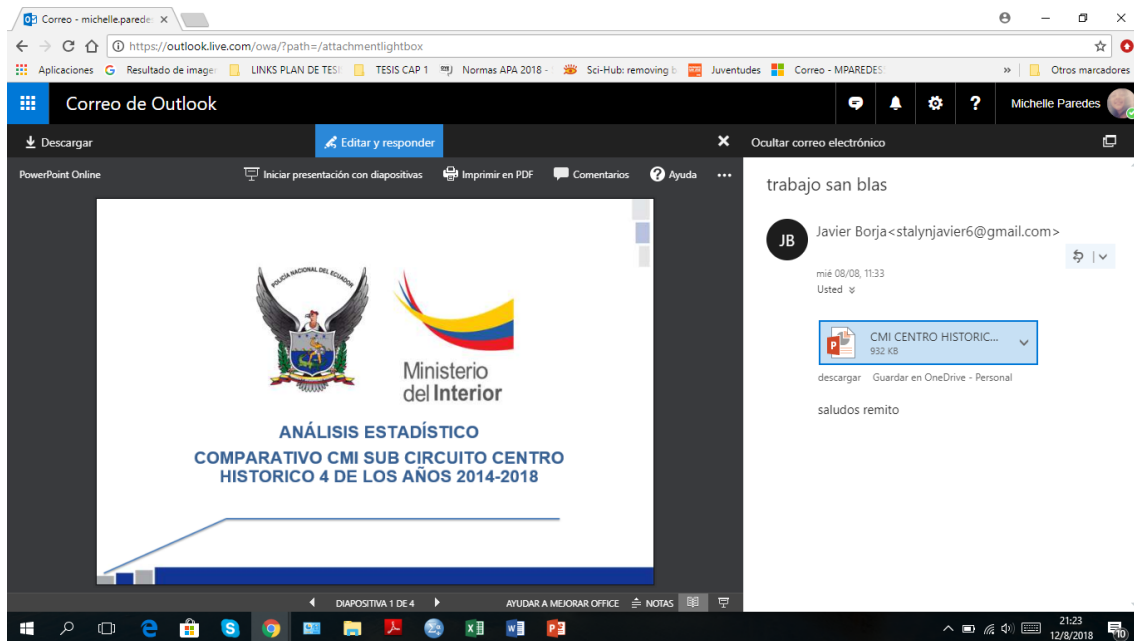 Correo - michelle.parede
https://outlook.live.com/owa/?path=/attachmentlightbox
Aplicaciones Resultado de image LINKS PLAN DE TESI TESIS CAP 1 Normas APA 2018 - Sci-Hub: removing b Juventudes Correo - MPAREDES » Otros marcadores
Correo de Outlook ? Michelle Paredes
Descargar Editar y responder Ocultar correo electrónico
PowerPoint Online Iniciar presentación con diapositivas Imprimir en PDF Comentarios Ayuda
trabajo san blas
JB
Javier Borja<stalynjavier6@gmail.com>
mié 08/08, 11:33
Usted
CMI CENTRO HISTORIC...
932 KB
descargar Guardar en OneDrive - Personal
saludos remito
POLICÍA NACIONAL DEL ECUADOR
Ministerio
del Interior
ANÁLISIS ESTADÍSTICO
COMPARATIVO CMI SUB CIRCUITO CENTRO
HISTORICO 4 DE LOS AÑOS 2014-2018
DIAPOSITIVA 1 DE 4 AYUDAR A MEJORAR OFFICE NOTAS
21:23
12/8/2018
10